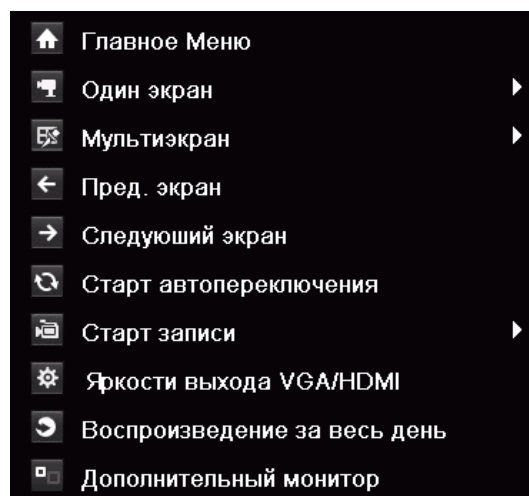 Главное Меню
Один экран
Мультиэкран
Пред. экран
Следуюший экран
Старт автопереключения
Старт записи
Яркости выхода VGA/HDMI
Воспроизведение за весь день
Дополнительный монитор